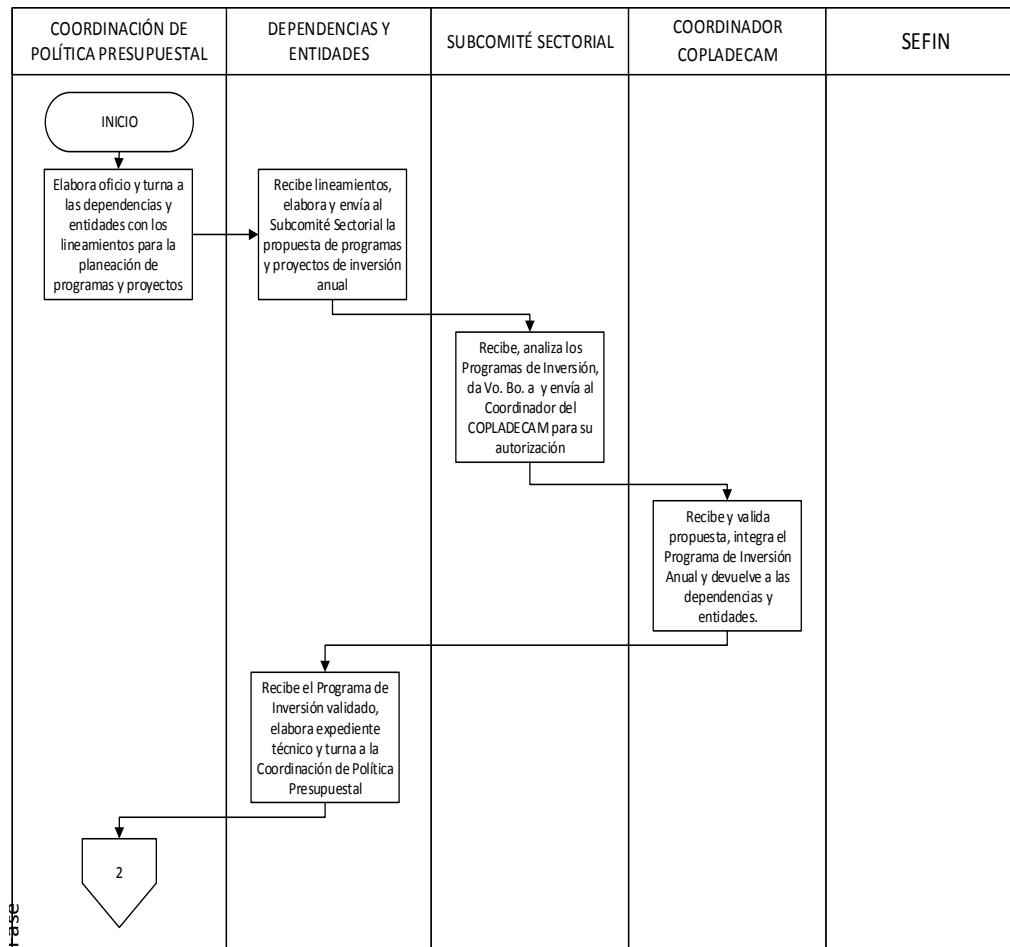 COORDINACIÓN DE
POLÍTICA PRESUPUESTAL
DEPENDENCIAS Y
ENTIDADES
SUBCOMITÉ SECTORIAL
COORDINADOR
COPLADECAM
SEFIN
INICIO
Elabora oficio y turna a
las dependencias y
entidades con los
lineamientos para la
planeación de
programas y proyectos
Recibe lineamientos,
elabora y envía al
Subcomité Sectorial la
propuesta de programas
y proyectos de inversión
anual
Recibe, analiza los
Programas de Inversión,
da Vo. Bo. a y envía al
Coordinador del
COPLADECAM para su
autorización
Recibe y valida
propuesta, integra el
Programa de Inversión
Anual y devuelve a las
dependencias y
entidades.
Recibe el Programa de
Inversión validado,
elabora expediente
técnico y turna a la
Coordinación de Política
Presupuestal
2